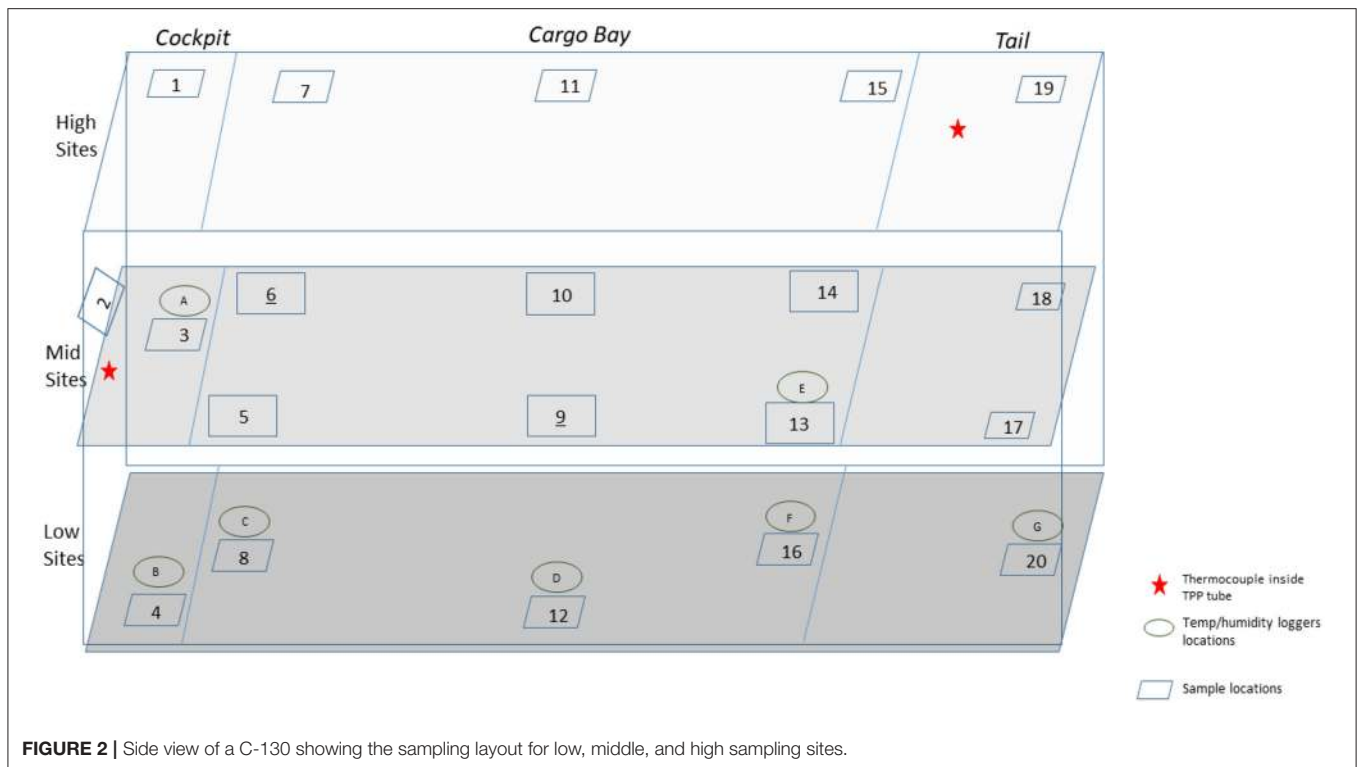 Cockpit
Cargo Bay
Tail
1
7
11
15
19
High
Sites
2
A
3
6
10
14
18
Mid
Sites
5
9
E
13
17
Low
Sites
B
4
C
8
D
12
F
16
G
20
Thermocouple inside
TPP tube
Temp/humidity loggers
locations
Sample locations
FIGURE 2 | Side view of a C-130 showing the sampling layout for low, middle, and high sampling sites.